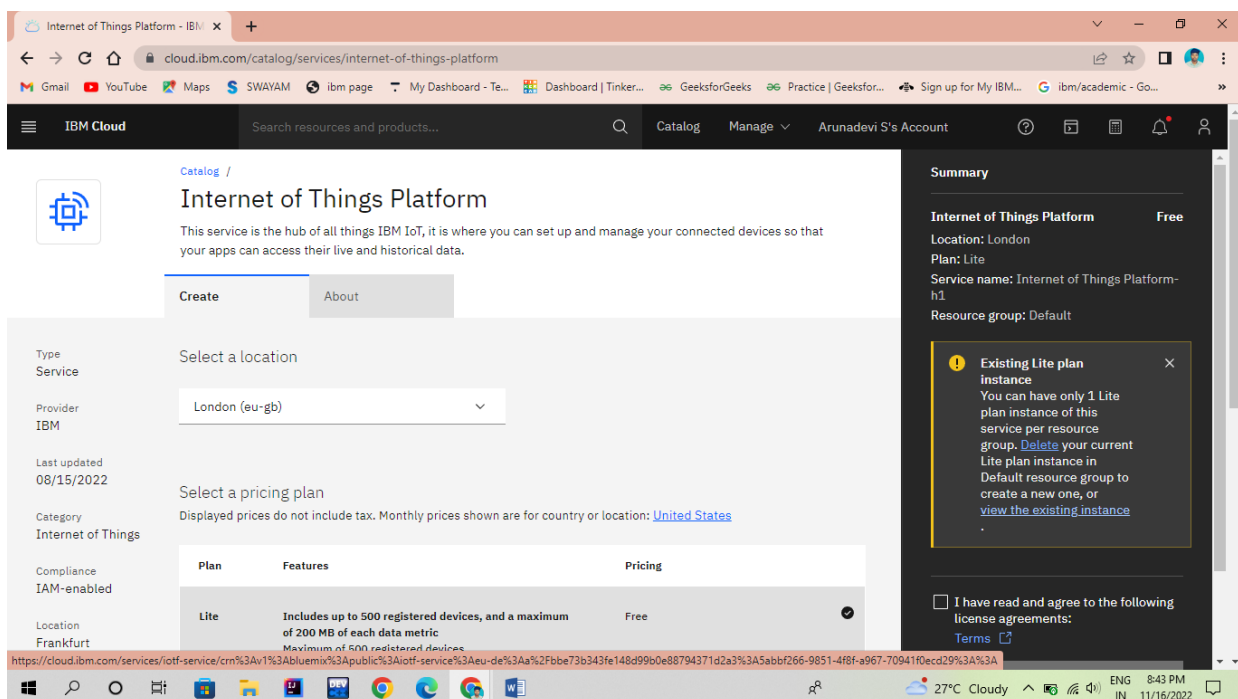 Internet of Things Platform - IBM
cloud.ibm.com/catalog/services/internet-of-things-platform
Gmail YouTube Maps SWAYAM ibm page My Dashboard - Te... Dashboard | Tinker... GeeksforGeeks Practice | Geeksfor... Sign up for My IBM... ibm/academic - Go... »
IBM Cloud Search resources and products... Catalog Manage Arunadevi S's Account
Catalog /
Internet of Things Platform
This service is the hub of all things IBM IoT, it is where you can set up and manage your connected devices so that
your apps can access their live and historical data.
Create About
Type
Service
Provider
IBM
Last updated
08/15/2022
Category
Internet of Things
Compliance
IAM-enabled
Location
Frankfurt
Select a location
London (eu-gb)
Select a pricing plan
Displayed prices do not include tax. Monthly prices shown are for country or location: United States
Plan Features Pricing
Lite Includes up to 500 registered devices, and a maximum Free
of 200 MB of each data metric
Maximum of 500 registered devices
Summary
Internet of Things Platform Free
Location: London
Plan: Lite
Service name: Internet of Things Platform-
h1
Resource group: Default
Existing Lite plan
instance
You can have only 1 Lite
plan instance of this
service per resource
group. Delete your current
Lite plan instance in
Default resource group to
create a new one, or
view the existing instance
.
I have read and agree to the following
license agreements:
Terms
https://cloud.ibm.com/services/iotf-service/crn%3Av1%3Abluemix%3Apublic%3Aiotf-service%3Aeu-de%3Aa%2Fbbe73b343fe148d99b0e88794371d2a3%3A5abbf266-9851-4f8f-a967-70941f0ecd29%3A%3A
27°C Cloudy ENG 8:43 PM
IN 11/16/2022